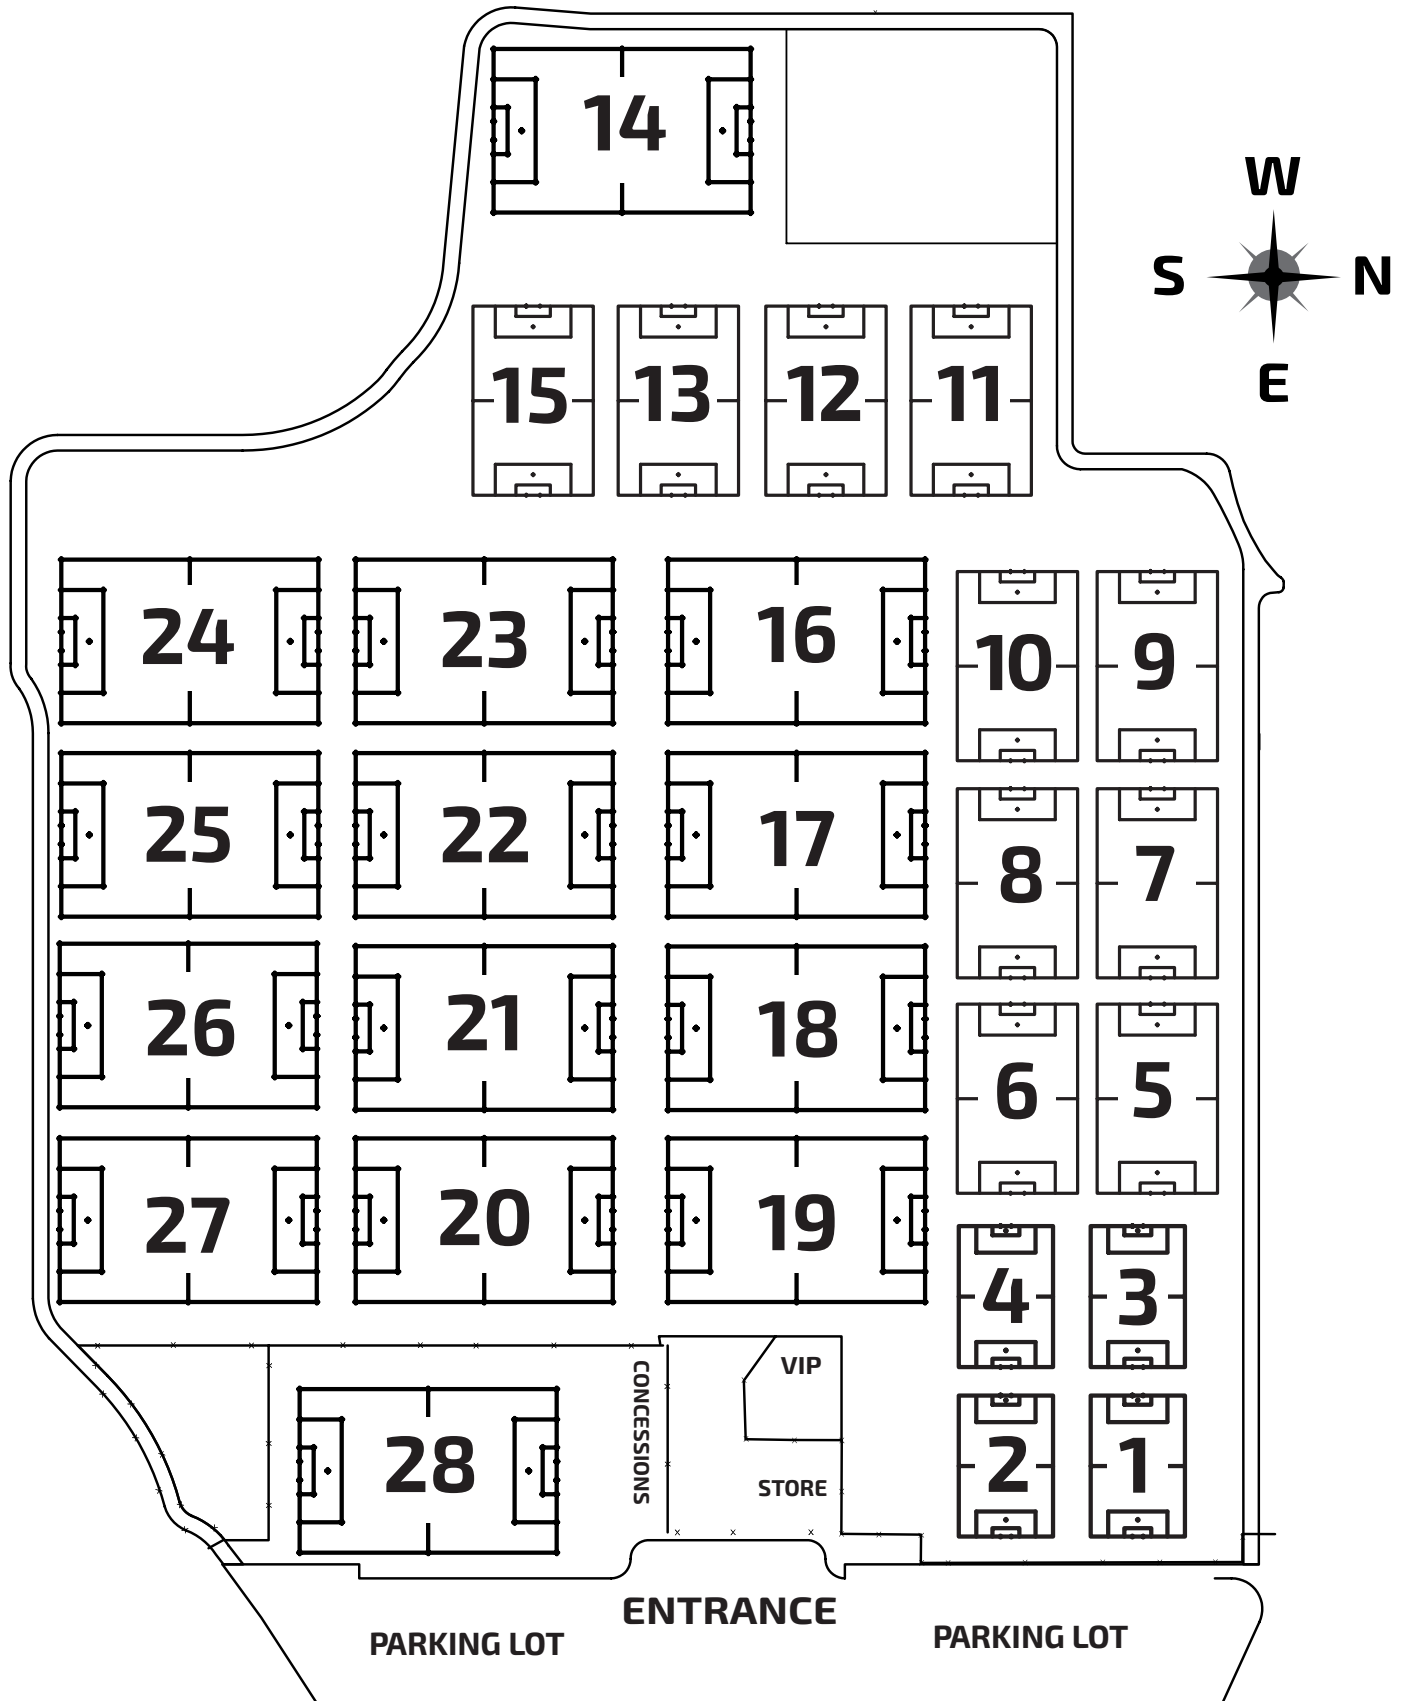 14
W
S N
E
15 13 12 11
24 23 16 10 9
25 22 17 8 7
26 21 18 6 5
27 20 19 4 3
CONCESSIONS
VIP
28 STORE 2 1
ENTRANCE
PARKING LOT PARKING LOT